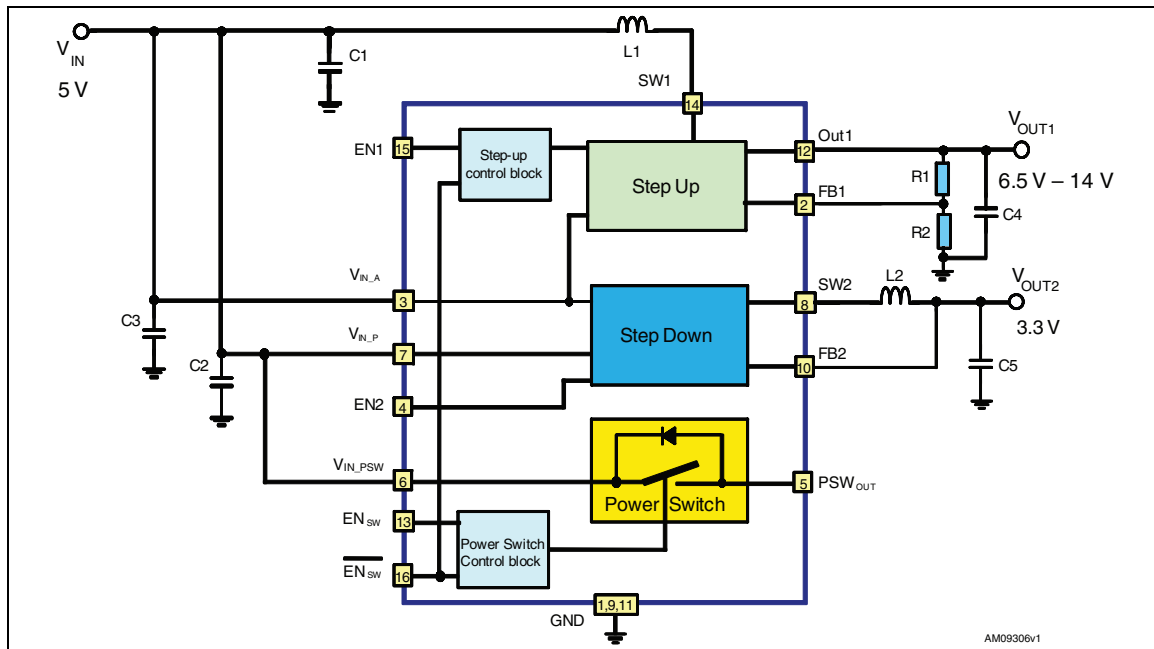 V IN
5 V
C1
L1
SW1
14
EN1
15
Step-up
control block
Step Up
12
Out1
V OUT1
6.5 V – 14 V
R1
2
FB1
C4
R2
V IN_A
3
C3
V IN_P
7
C2
EN2
4
Step Down
8
SW2
L2
V OUT2
3.3 V
10
FB2
C5
V IN_PSW
6
Power Switch
5
PSW OUT
EN SW
13
EN SW
16
Power Switch
Control block
1,9,11
GND
AM09306v1